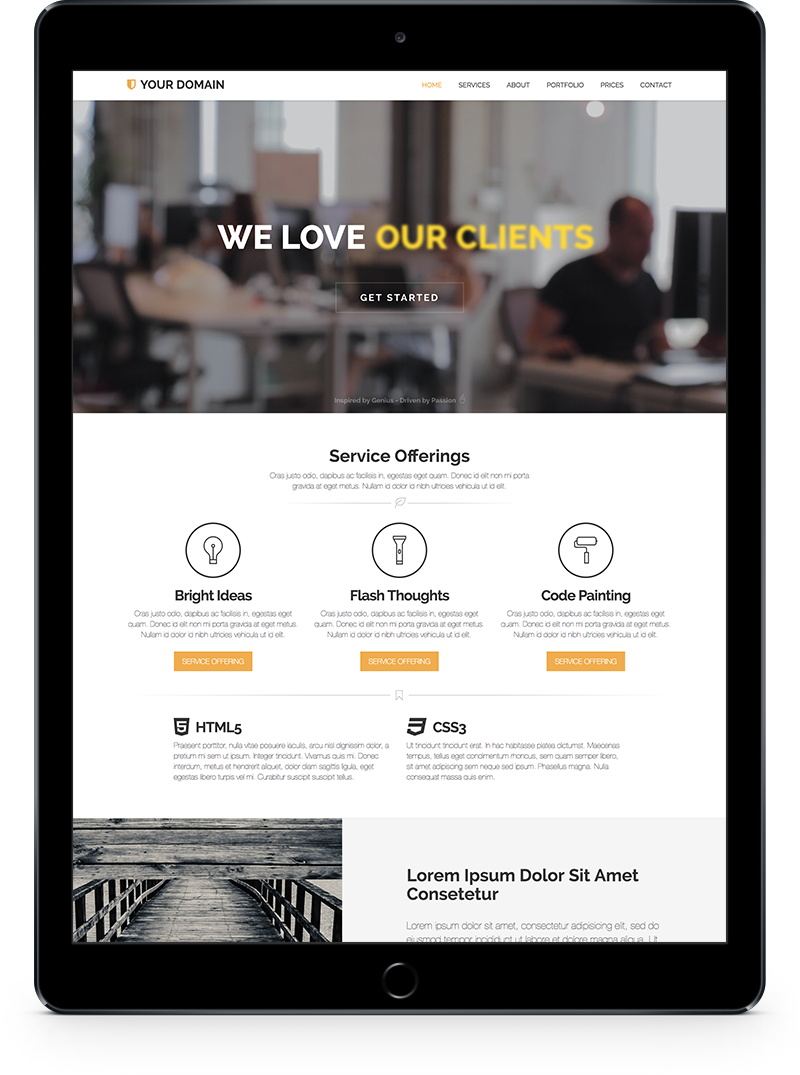 YOUR DOMAIN
HOME SERVICES ABOUT PORTFOLIO PRICES CONTACT
WE LOVE OUR CLIENTS
GET STARTED
Inspired by Genius - Driven by Passion
Service Offerings
Cras justo odio, dapibus ac facilisis in, egestas eget quam. Donec id elit non mi porta
gravida at eget metus. Nullam id dolor id nibh ultricies vehicula ut id elit.
Bright Ideas
Cras justo odio, dapibus ac facilisis in, egestas eget
quam. Donec id elit non mi porta gravida at eget metus.
Nullam id dolor id nibh ultricies vehicula ut id elit.
SERVICE OFFERING
Flash Thoughts
Cras justo odio, dapibus ac facilisis in, egestas eget
quam. Donec id elit non mi porta gravida at eget metus.
Nullam id dolor id nibh ultricies vehicula ut id elit.
SERVICE OFFERING
Code Painting
Cras justo odio, dapibus ac facilisis in, egestas eget
quam. Donec id elit non mi porta gravida at eget metus.
Nullam id dolor id nibh ultricies vehicula ut id elit.
SERVICE OFFERING
HTML5
Praesent porttitor, nulla vitae posuere iaculis, arcu nisl dignissim dolor, a
pretium mi sem ut ipsum. Integer tincidunt. Vivamus quis mi. Donec
interdum, metus et hendrerit aliquet, dolor diam sagittis ligula, eget
egestas libero turpis vel mi. Curabitur suscipit suscipit tellus.
CSS3
Ut tincidunt tincidunt erat. In hac habitasse platea dictumst. Maecenas
tempus, tellus eget condimentum rhoncus, sem quam semper libero,
sit amet adipiscing sem neque sed ipsum. Phasellus magna. Nulla
consequat massa quis enim.
Lorem Ipsum Dolor Sit Amet
Consetetur
Lorem ipsum dolor sit amet, consectetur adipisicing elit, sed do
eiusmod tempor incididunt ut labore et dolore magna aliqua. Ut